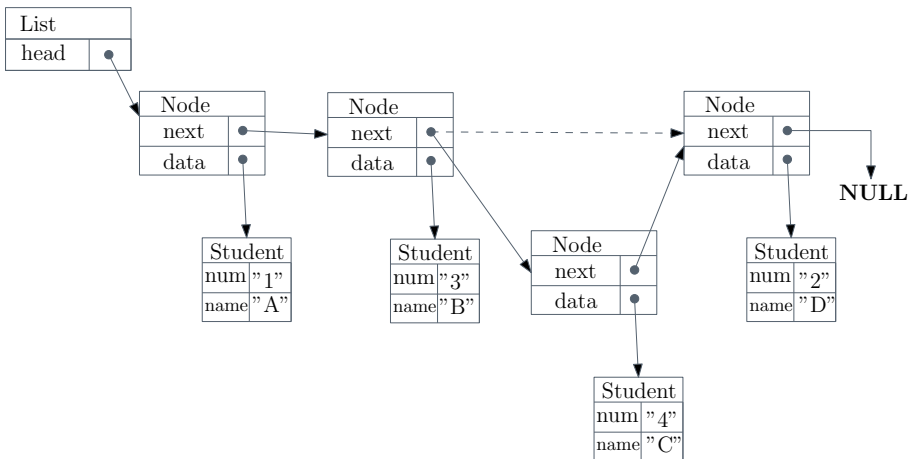 List
head
Node
next
data
Node
next
data
Node
next
data
NULL
Node
next
data
Student
num "1"
name "A"
Student
num "3"
name "B"
Student
num "2"
name "D"
Student
num "4"
name "C"